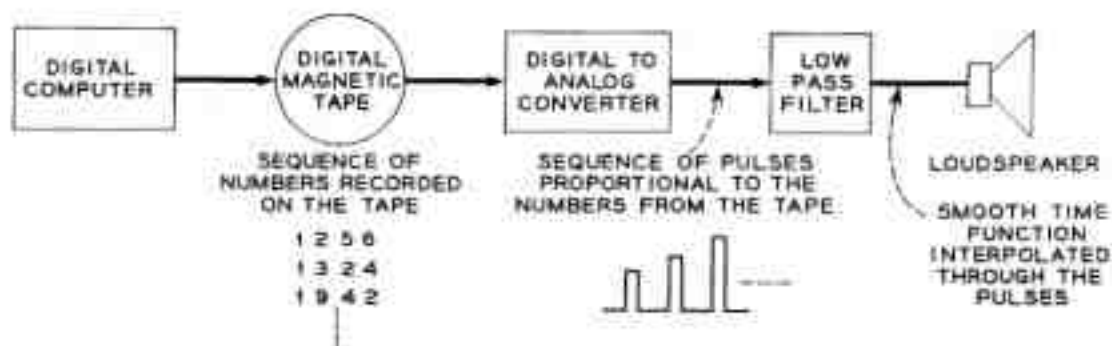 DIGITAL
COMPUTER
DIGITAL
MAGNETIC
TAPE
DIGITAL TO
ANALOG
CONVERTER
LOW
PASS
FILTER
SEQUENCE OF
NUMBERS RECORDED
ON THE TAPE
1 2 5 6
1 3 2 4
1 9 4 2
SEQUENCE OF PULSES
PROPORTIONAL TO THE
NUMBERS FROM THE TAPE
LOUDSPEAKER
SMOOTH TIME
FUNCTION
INTERPOLATED
THROUGH THE
PULSES